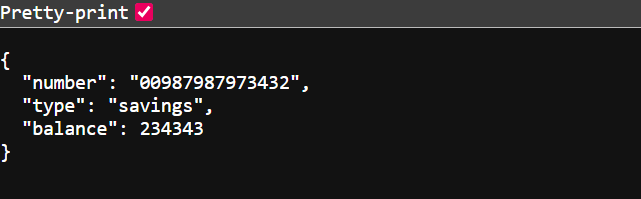 Pretty-print
{
  "number": "00987987973432",
  "type": "savings",
  "balance": 234343
}